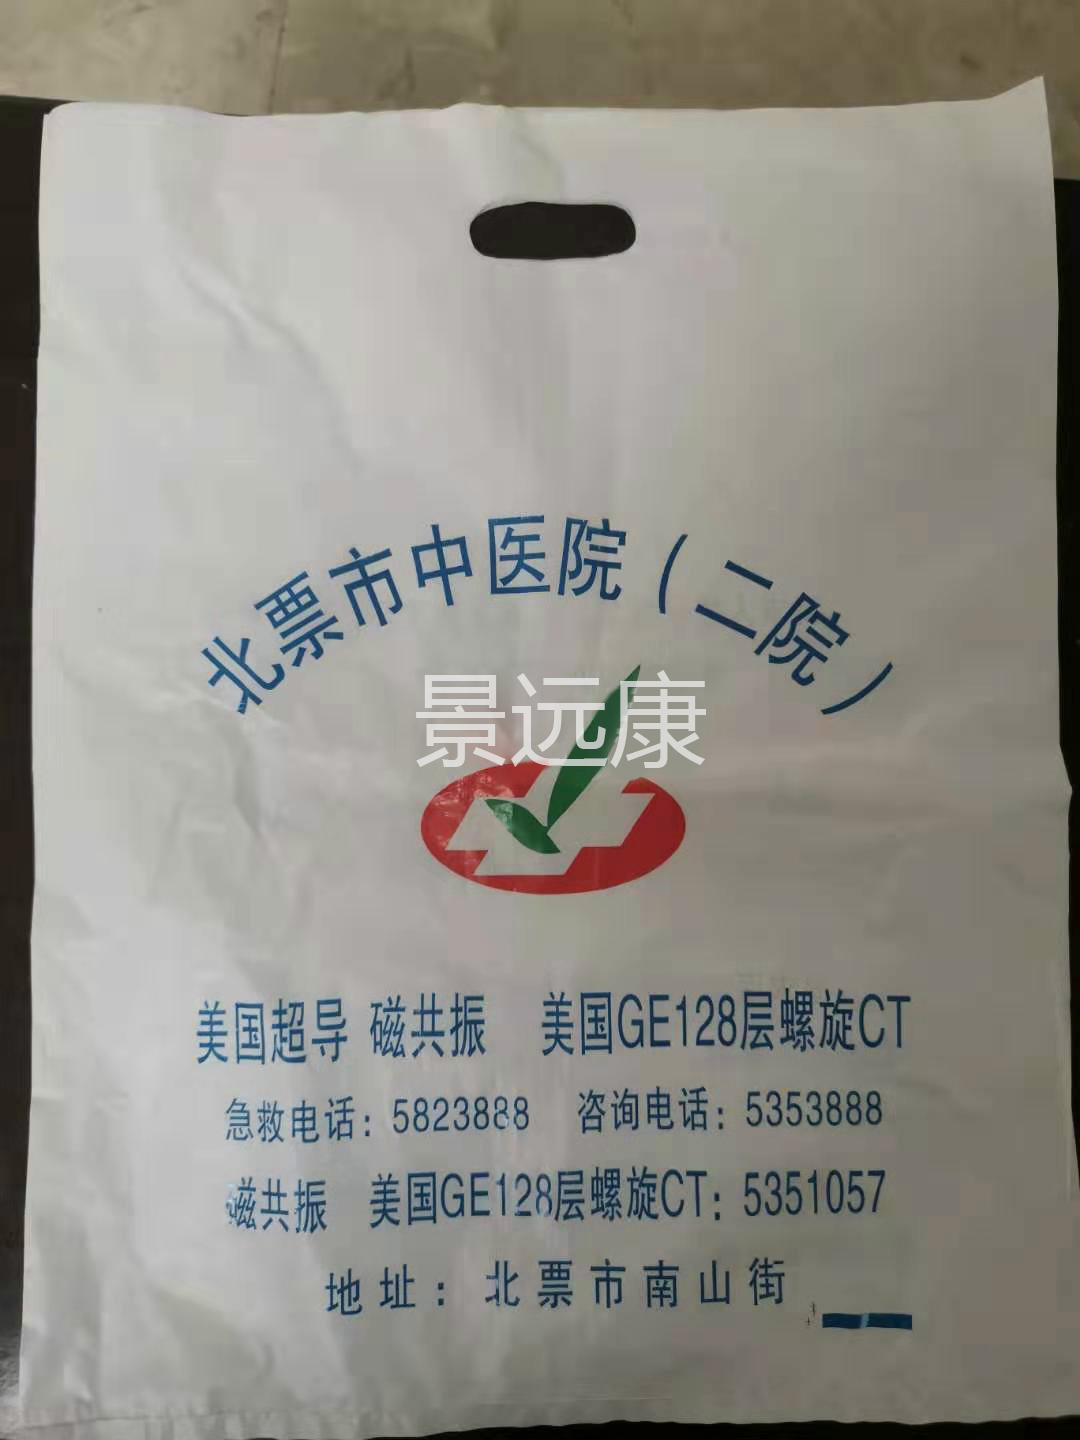 北票市中医院(二院)
景远康
美国超导 磁共振 美国GE128层螺旋CT
急救电话:5823888 咨询电话:5353888
磁共振 美国GE128层螺旋CT:5351057
地址:北票市南山街